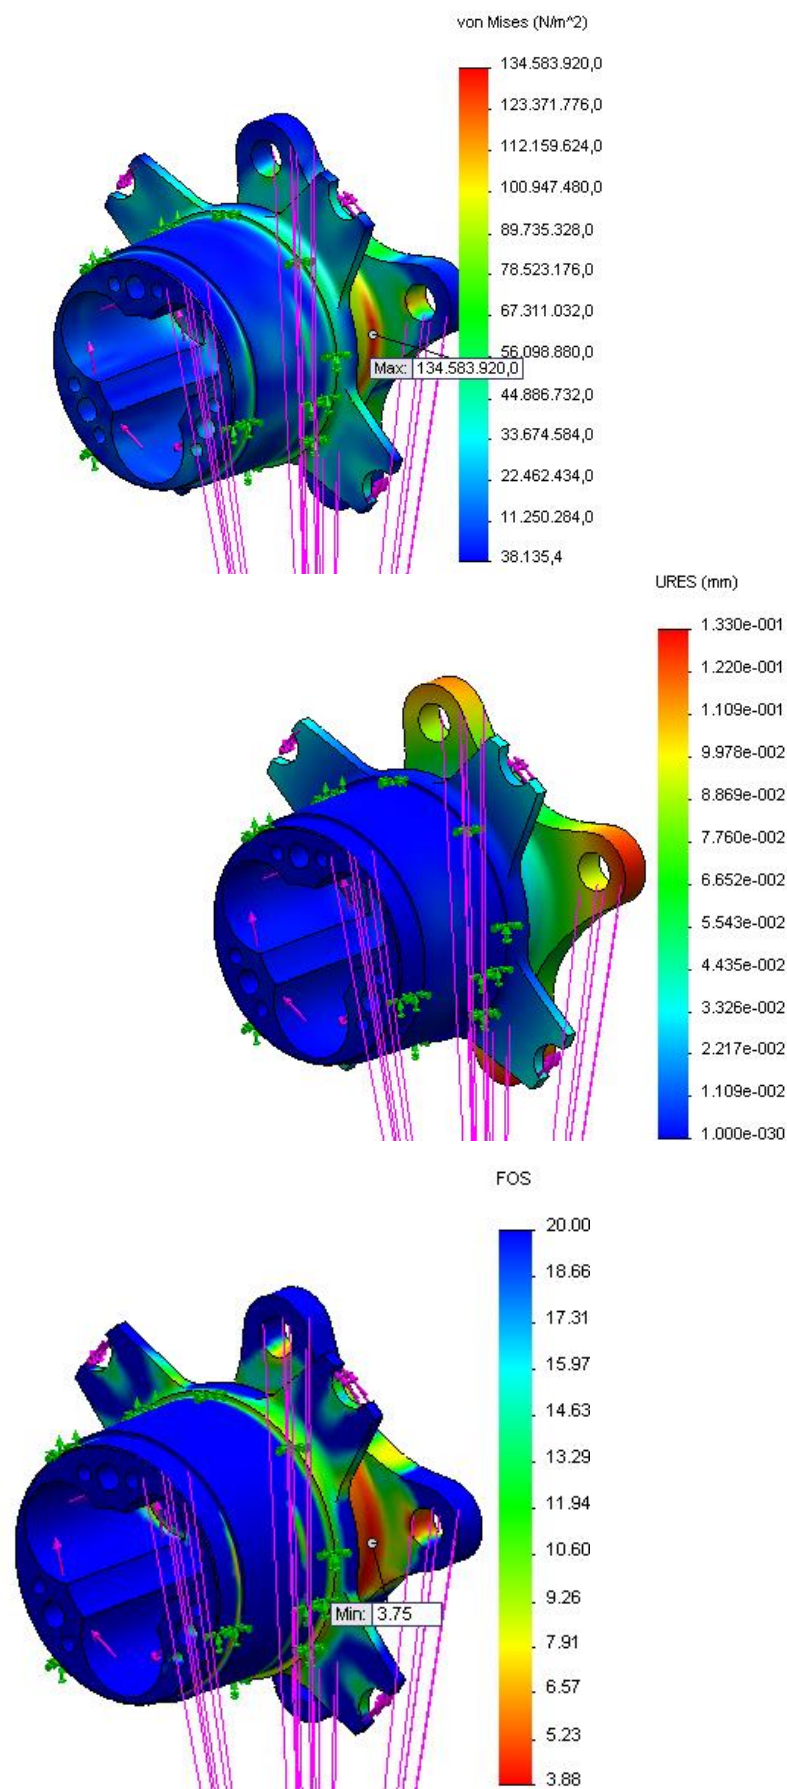 von Mises (N/m^2)
134.583.920,0
123.371.776,0
112.159.624,0
100.947.480,0
89.735.328,0
78.523.176,0
67.311.032,0
56.098.880,0
Max: 134.583.920,0
44.886.732,0
33.674.584,0
22.462.434,0
11.250.284,0
38.135,4
URES (mm)
1.330e-001
1.220e-001
1.109e-001
9.978e-002
8.869e-002
7.760e-002
6.652e-002
5.543e-002
4.435e-002
3.326e-002
2.217e-002
1.109e-002
1.000e-030
FOS
20.00
18.66
17.31
15.97
14.63
13.29
11.94
10.60
9.26
Min: 3.75
7.91
6.57
5.23
3.88